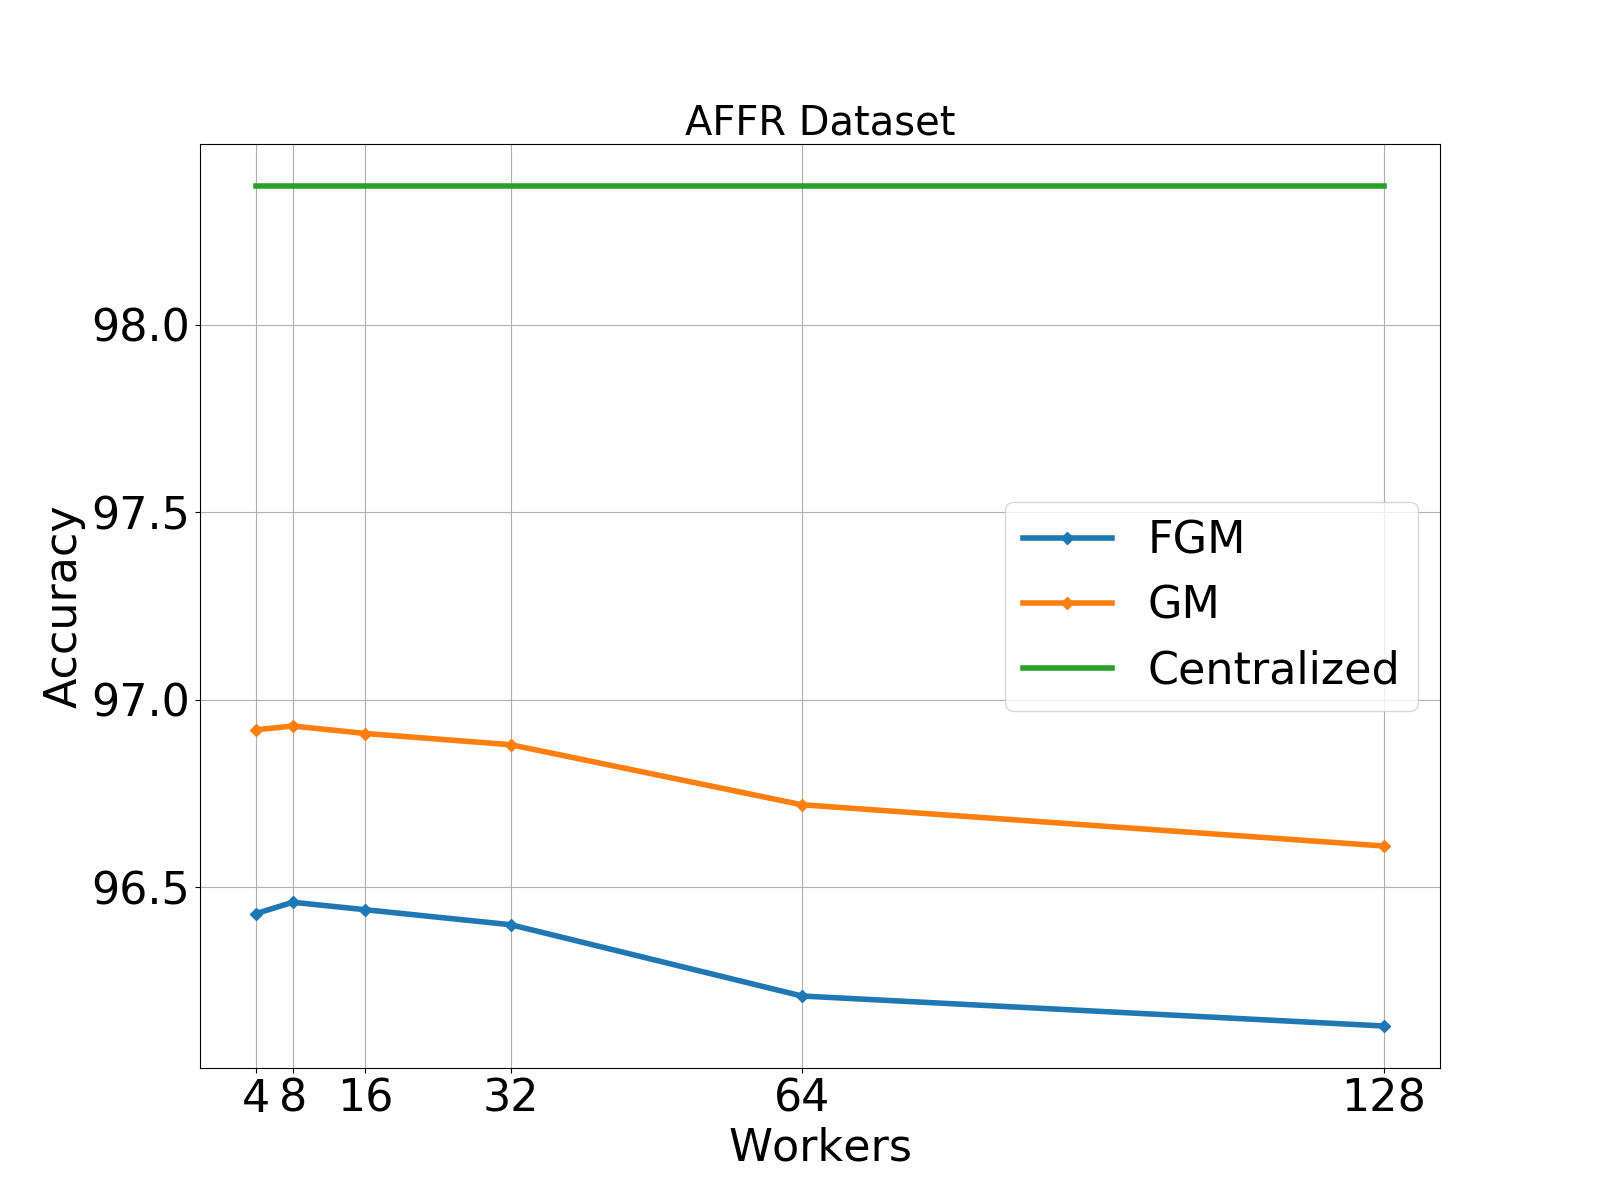 AFFR Dataset
Accuracy
98.0
97.5
97.0
96.5
FGM
GM
Centralized
4 8 16 32 64 128
Workers